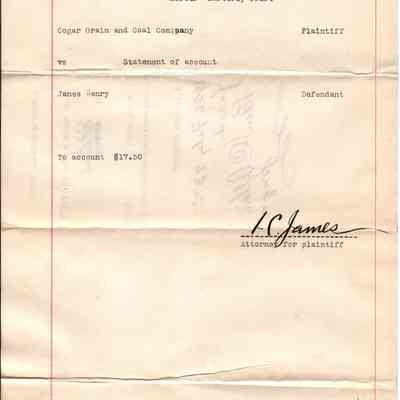 Cogar Grain and Coal Company Plaintiff
vs Statement of account
James Henry Defendant
To account $17.50
I.C. James
Attorney for plaintiff